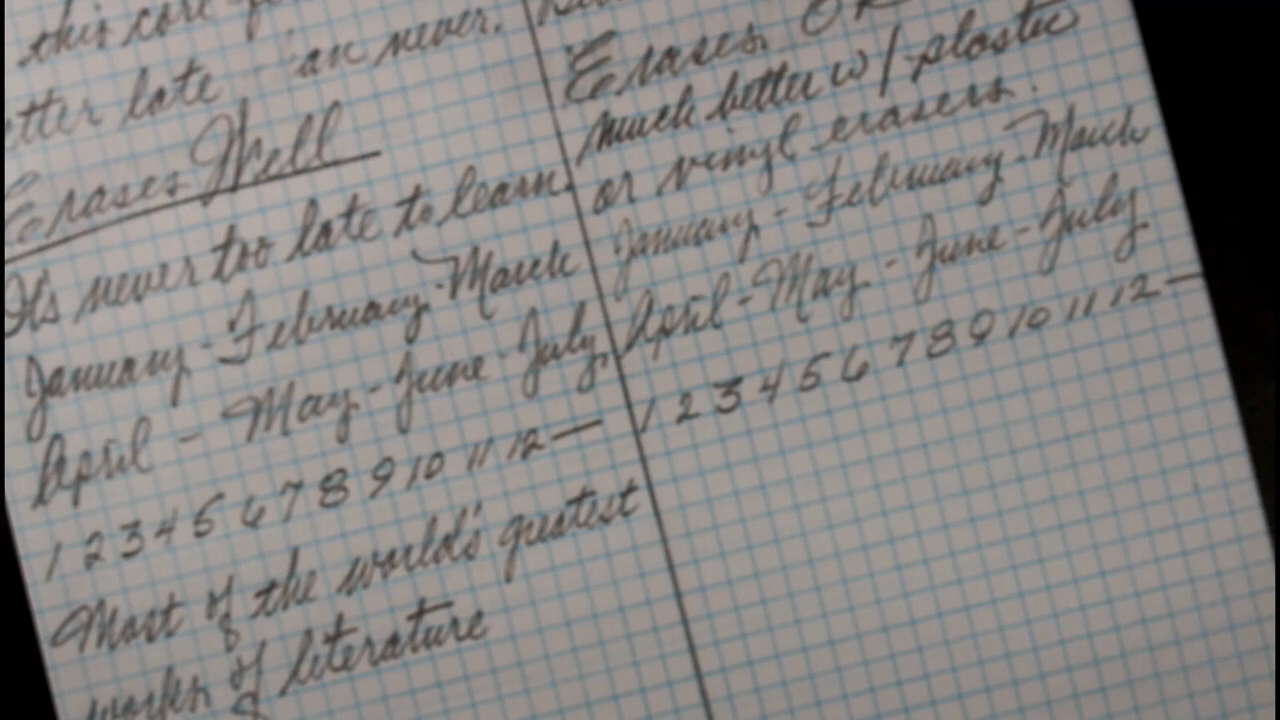 this core
etter late an never.
Erases Well
It's never too late to learn.
January - February - March
April - May - June - July,
1 2 3 4 5 6 7 8 9 10 11 12 —
Most of the world's greatest
works of literature
Erases OK
much better w/ plastic
or vinyl erasers.
January - February - March
April - May - June - July
1 2 3 4 5 6 7 8 9 10 11 12 —